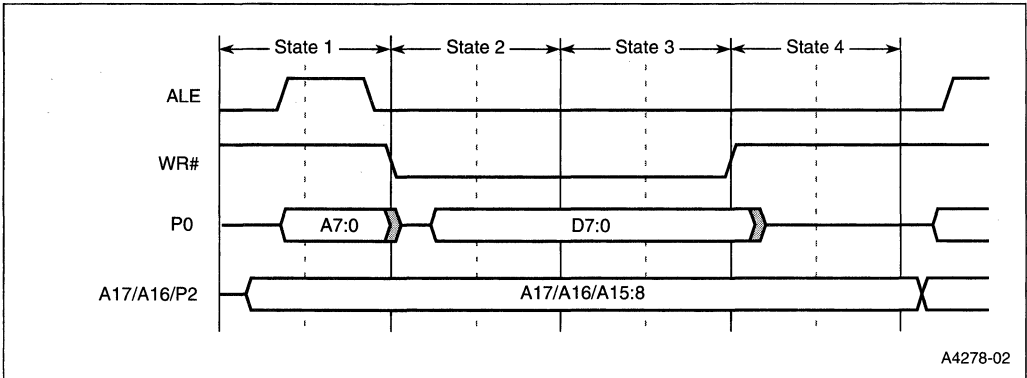 State 1 State 2 State 3 State 4
ALE
WR#
P0 A7:0 D7:0
A17/A16/P2 A17/A16/A15:8
A4278-02